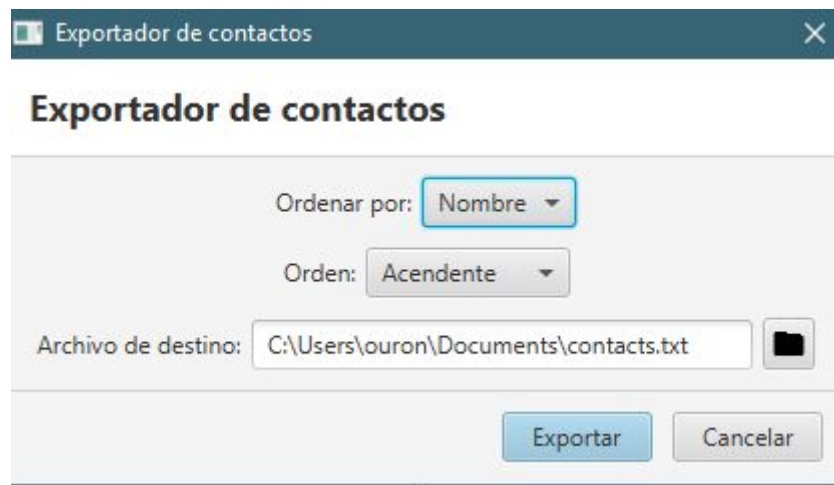 Exportador de contactos
Exportador de contactos
Ordenar por: Nombre
Orden: Acendente
Archivo de destino: C:\Users\ouron\Documents\contacts.txt
Exportar Cancelar